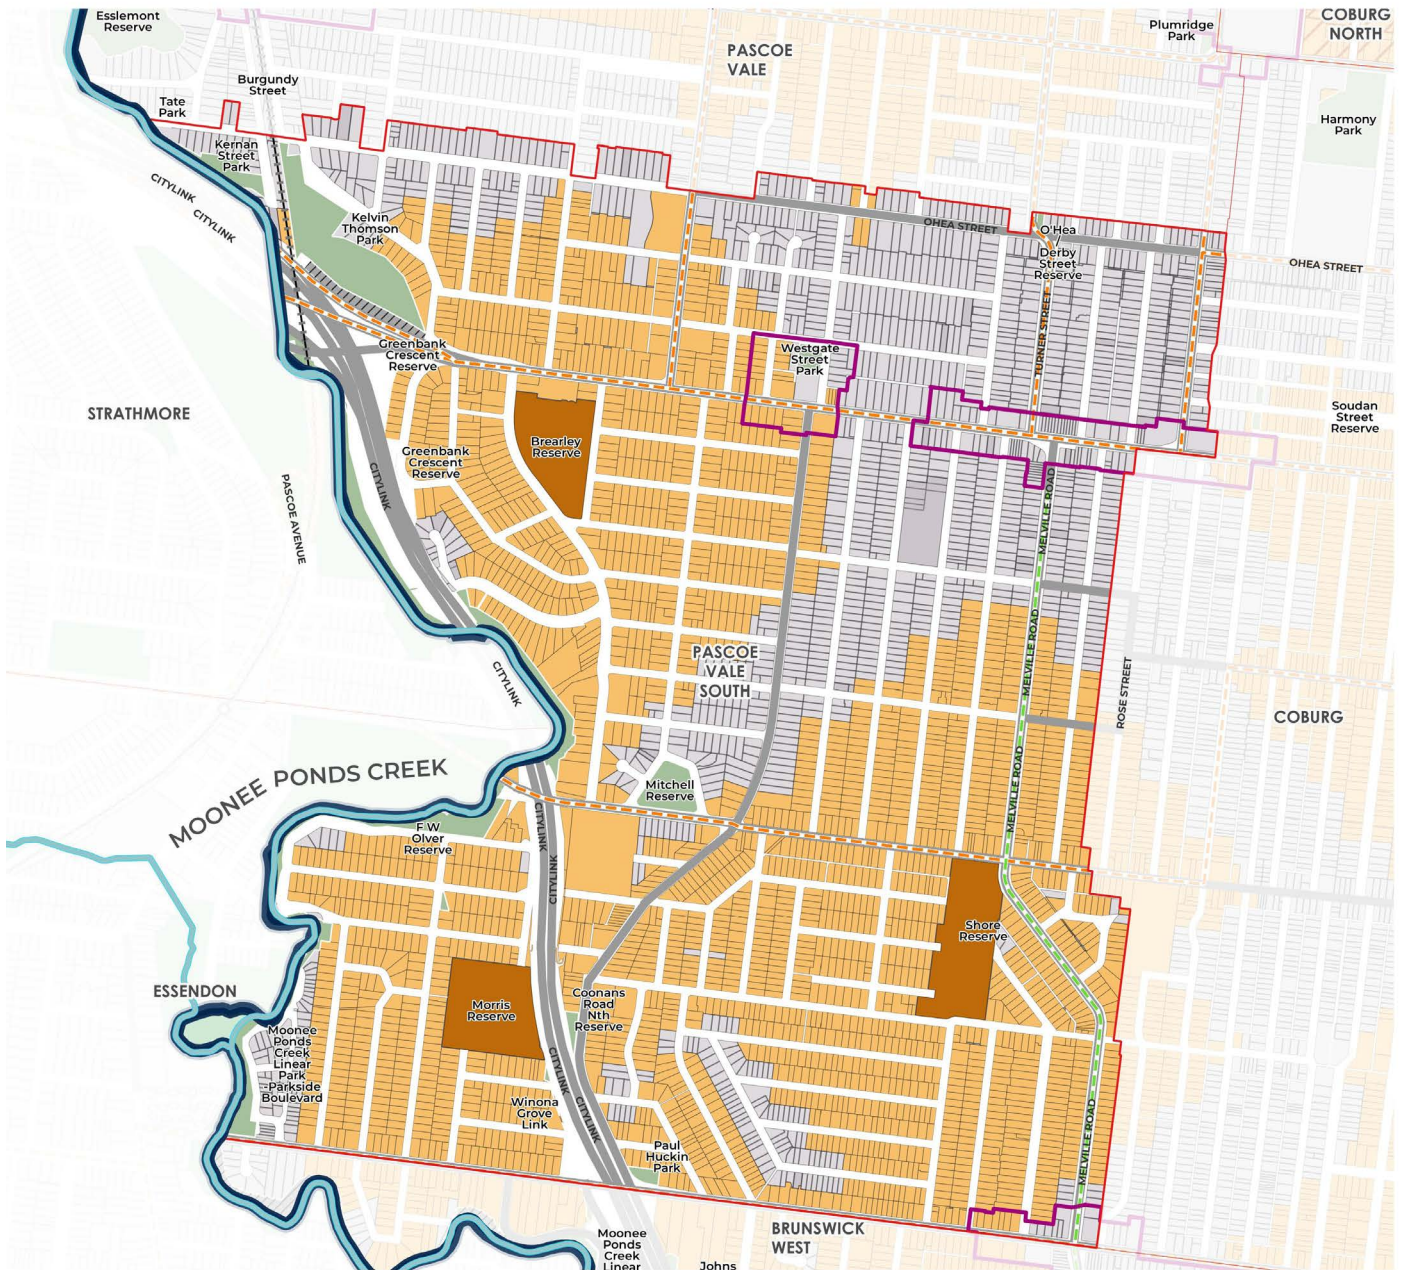 Esslemont
Reserve
COBURG
NORTH
Plumridge
Park
PASCOE
VALE
Burgundy
Street
Tate
Park
Harmony
Park
Kernan
Street
Park
CITYLINK
CITYLINK
Kelvin
Thomson
Park
OHEA STREET
O'Hea
/
Derby
Street
Reserve
OHEA STREET
TURNER STREET
Greenbank
Crescent
Reserve
Westgate
Street
Park
STRATHMORE
Soudan
Street
Reserve
Brearley
Reserve
Greenbank
Crescent
Reserve
CITYLINK
PASCOE AVENUE
MELVILLE ROAD
MELVILLE ROAD
PASCOE
VALE
SOUTH
CITYLINK
ROSE STREET
COBURG
MELVILLE ROAD
MOONEE PONDS CREEK
Mitchell
Reserve
CITYLINK
F W
Olver
Reserve
CITYLINK
Shore
Reserve
ESSENDON
Morris
Reserve
Coonans
Road
Nth
Reserve
Moonee
Ponds
Creek
Linear
Park
-Parkside
Boulevard
CITYLINK
CITYLINK
Winona
Grove
Link
MELVILLE ROAD
Paul
Huckin
Park
BRUNSWICK
WEST
Moonee
Ponds
Creek
Linear
Johns